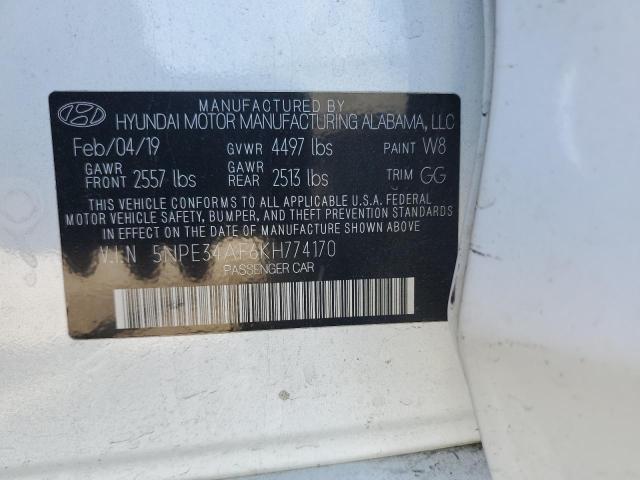 MANUFACTURED BY
HYUNDAI MOTOR MANUFACTURING ALABAMA, LLC
Feb/04/19 GVWR 4497 lbs PAINT W8
GAWR FRONT 2557 lbs GAWR REAR 2513 lbs TRIM GG
THIS VEHICLE CONFORMS TO ALL APPLICABLE U.S.A. FEDERAL
MOTOR VEHICLE SAFETY, BUMPER, AND THEFT PREVENTION STANDARDS
IN EFFECT ON THE DATE OF MANUFACTURE SHOWN ABOVE
V.I.N 5NPE34AF6KH774170
PASSENGER CAR